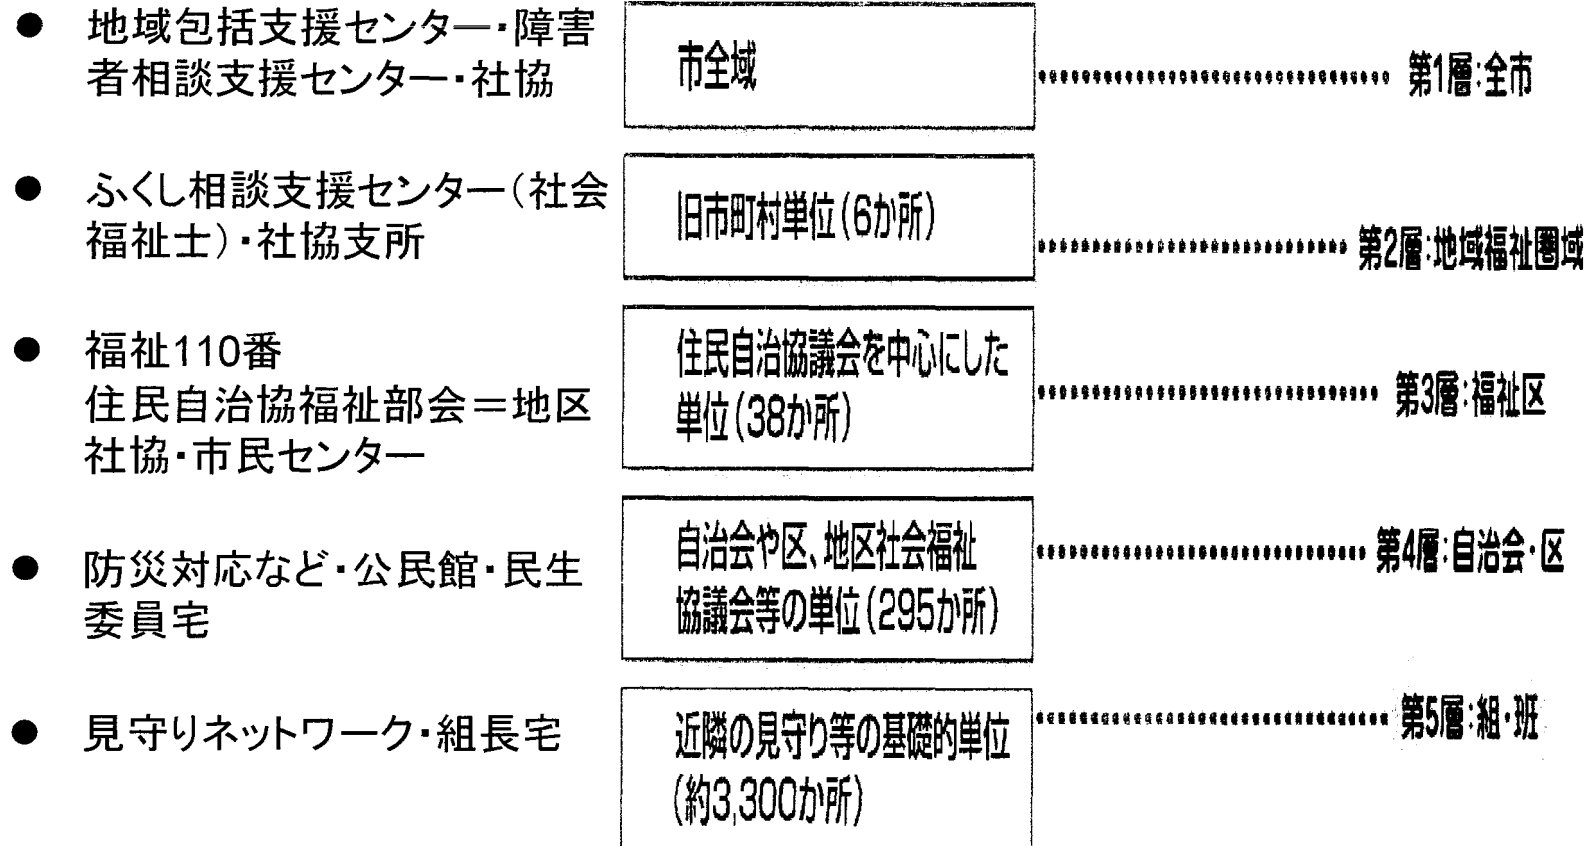 ● 地域包括支援センター・障害
者相談支援センター・社協
市全域
第1層:全市
● ふくし相談支援センター(社会
福祉士)・社協支所
旧市町村単位(6か所)
第2層:地域福祉圏域
● 福祉110番
住民自治協福祉部会=地区
社協・市民センター
住民自治協議会を中心にした
単位(38か所)
第3層:福祉区
● 防災対応など・公民館・民生
委員宅
自治会や区、地区社会福祉
協議会等の単位(295か所)
第4層:自治会・区
● 見守りネットワーク・組長宅
近隣の見守り等の基礎的単位
(約3,300か所)
第5層:組・班